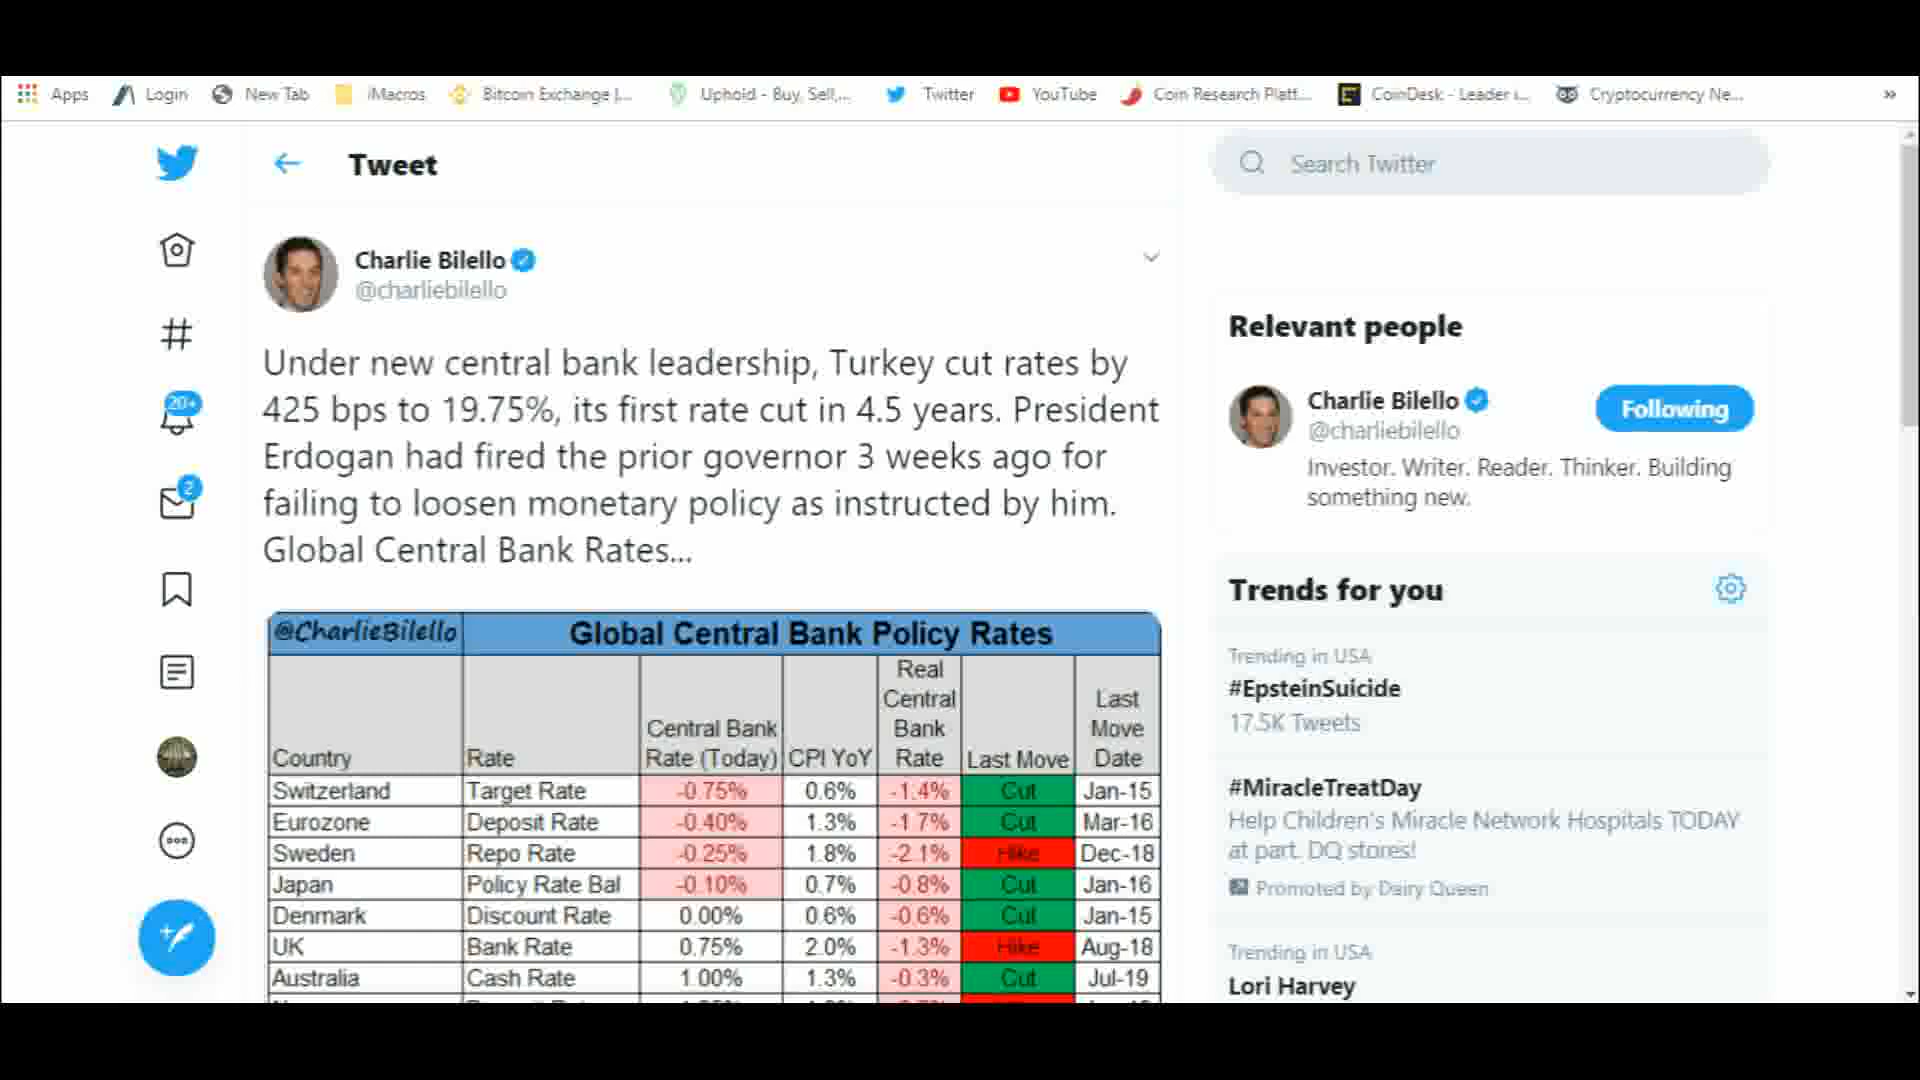 Apps Login New Tab iMacros Bitcoin Exchange |... Uphold - Buy, Sell,... Twitter YouTube Coin Research Platf... CoinDesk - Leader i... Cryptocurrency Ne... »
Tweet
Search Twitter
Charlie Bilello
@charliebilello
Under new central bank leadership, Turkey cut rates by
425 bps to 19.75%, its first rate cut in 4.5 years. President
Erdogan had fired the prior governor 3 weeks ago for
failing to loosen monetary policy as instructed by him.
Global Central Bank Rates...
20+
2
@CharlieBilello Global Central Bank Policy Rates
Country Rate Central Bank Rate (Today) CPI YoY Real Central Bank Rate Last Move Last Move Date
Switzerland Target Rate -0.75% 0.6% -1.4% Cut Jan-15
Eurozone Deposit Rate -0.40% 1.3% -1.7% Cut Mar-16
Sweden Repo Rate -0.25% 1.8% -2.1% Hike Dec-18
Japan Policy Rate Bal -0.10% 0.7% -0.8% Cut Jan-16
Denmark Discount Rate 0.00% 0.6% -0.6% Cut Jan-15
UK Bank Rate 0.75% 2.0% -1.3% Hike Aug-18
Australia Cash Rate 1.00% 1.3% -0.3% Cut Jul-19
Relevant people
Charlie Bilello
@charliebilello
Following
Investor. Writer. Reader. Thinker. Building
something new.
Trends for you
Trending in USA
#EpsteinSuicide
17.5K Tweets
#MiracleTreatDay
Help Children's Miracle Network Hospitals TODAY
at part. DQ stores!
Promoted by Dairy Queen
Trending in USA
Lori Harvey